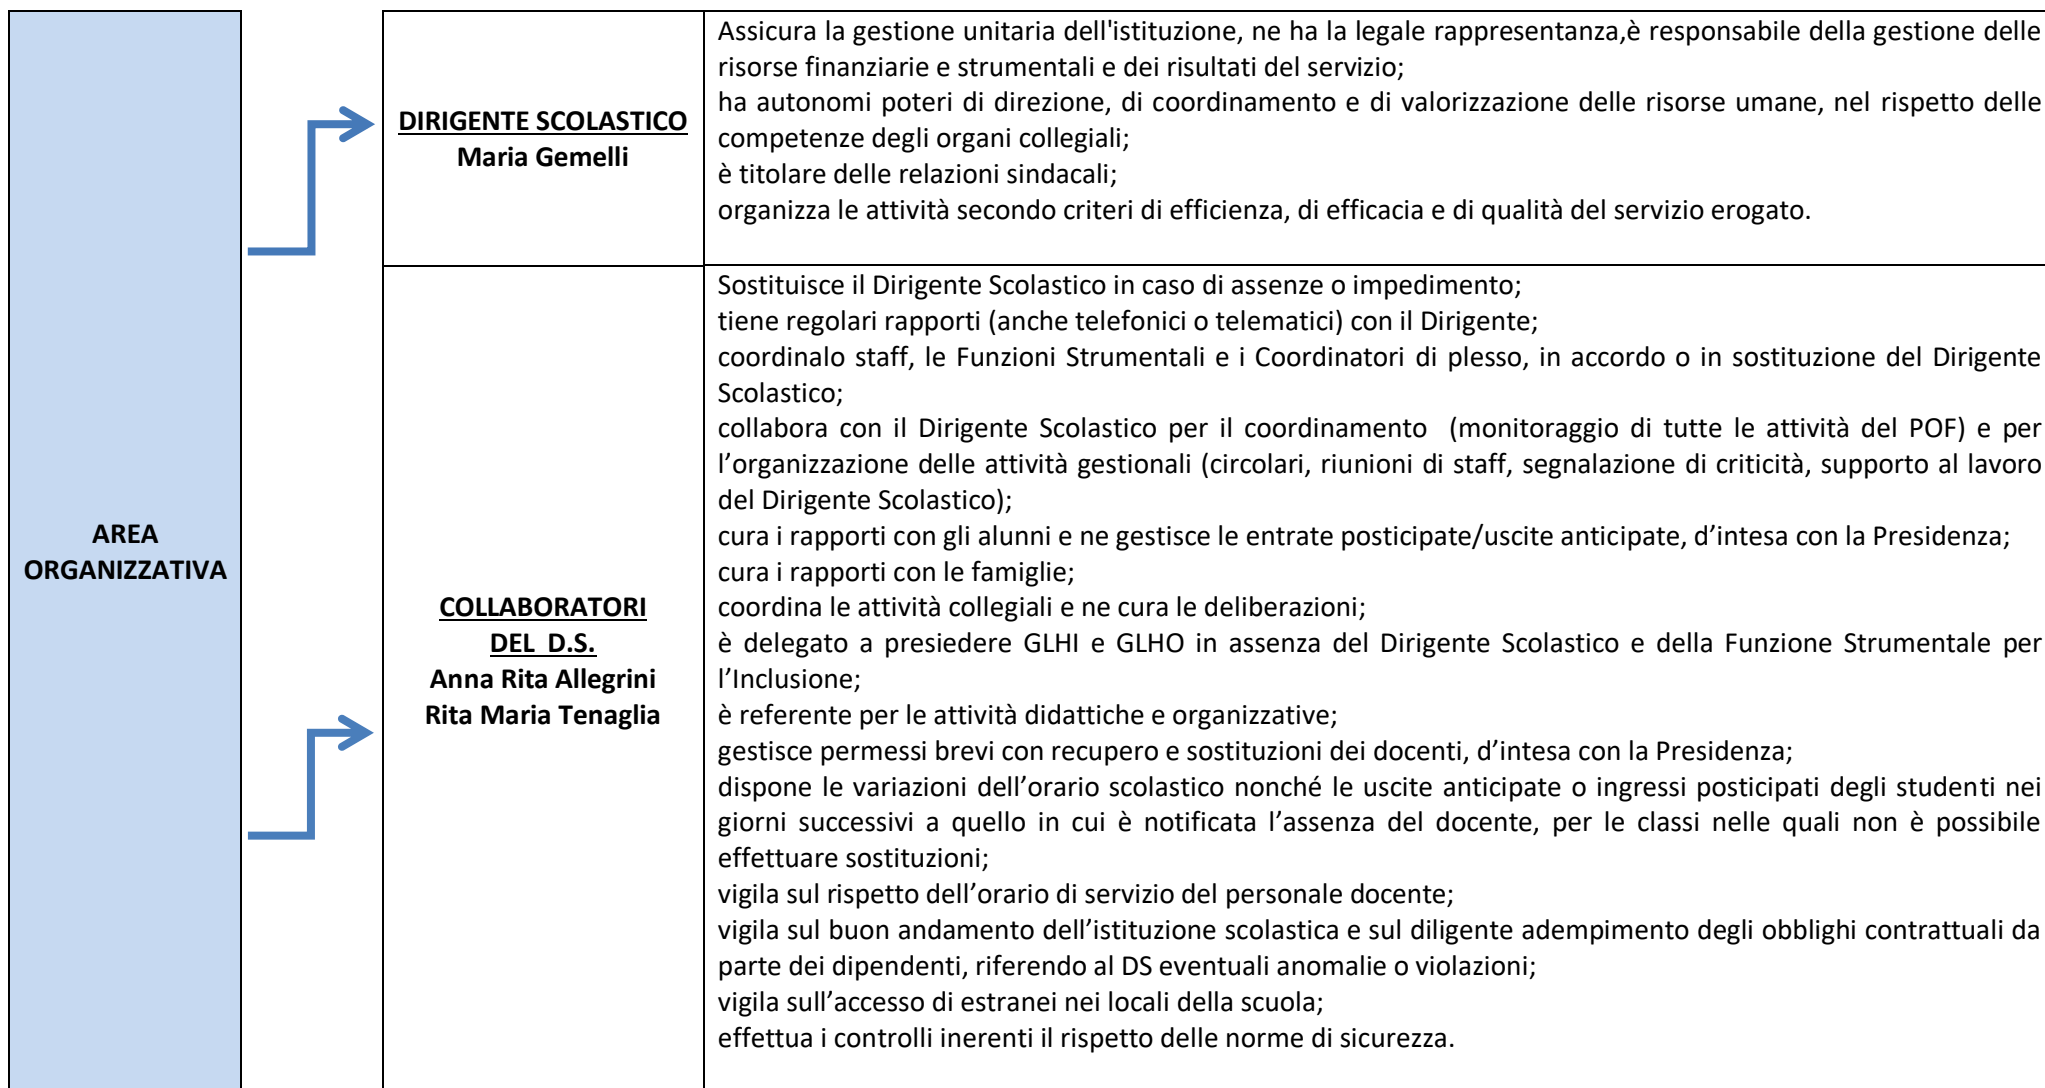 AREA
ORGANIZZATIVA
DIRIGENTE SCOLASTICO
Maria Gemelli
Assicura la gestione unitaria dell'istituzione, ne ha la legale rappresentanza,è responsabile della gestione delle
risorse finanziarie e strumentali e dei risultati del servizio;
ha autonomi poteri di direzione, di coordinamento e di valorizzazione delle risorse umane, nel rispetto delle
competenze degli organi collegiali;
è titolare delle relazioni sindacali;
organizza le attività secondo criteri di efficienza, di efficacia e di qualità del servizio erogato.
COLLABORATORI
DEL D.S.
Anna Rita Allegrini
Rita Maria Tenaglia
Sostituisce il Dirigente Scolastico in caso di assenze o impedimento;
tiene regolari rapporti (anche telefonici o telematici) con il Dirigente;
coordinalo staff, le Funzioni Strumentali e i Coordinatori di plesso, in accordo o in sostituzione del Dirigente
Scolastico;
collabora con il Dirigente Scolastico per il coordinamento (monitoraggio di tutte le attività del POF) e per
l’organizzazione delle attività gestionali (circolari, riunioni di staff, segnalazione di criticità, supporto al lavoro
del Dirigente Scolastico);
cura i rapporti con gli alunni e ne gestisce le entrate posticipate/uscite anticipate, d’intesa con la Presidenza;
cura i rapporti con le famiglie;
coordina le attività collegiali e ne cura le deliberazioni;
è delegato a presiedere GLHI e GLHO in assenza del Dirigente Scolastico e della Funzione Strumentale per
l’Inclusione;
è referente per le attività didattiche e organizzative;
gestisce permessi brevi con recupero e sostituzioni dei docenti, d’intesa con la Presidenza;
dispone le variazioni dell’orario scolastico nonché le uscite anticipate o ingressi posticipati degli studenti nei
giorni successivi a quello in cui è notificata l’assenza del docente, per le classi nelle quali non è possibile
effettuare sostituzioni;
vigila sul rispetto dell’orario di servizio del personale docente;
vigila sul buon andamento dell’istituzione scolastica e sul diligente adempimento degli obblighi contrattuali da
parte dei dipendenti, riferendo al DS eventuali anomalie o violazioni;
vigila sull’accesso di estranei nei locali della scuola;
effettua i controlli inerenti il rispetto delle norme di sicurezza.